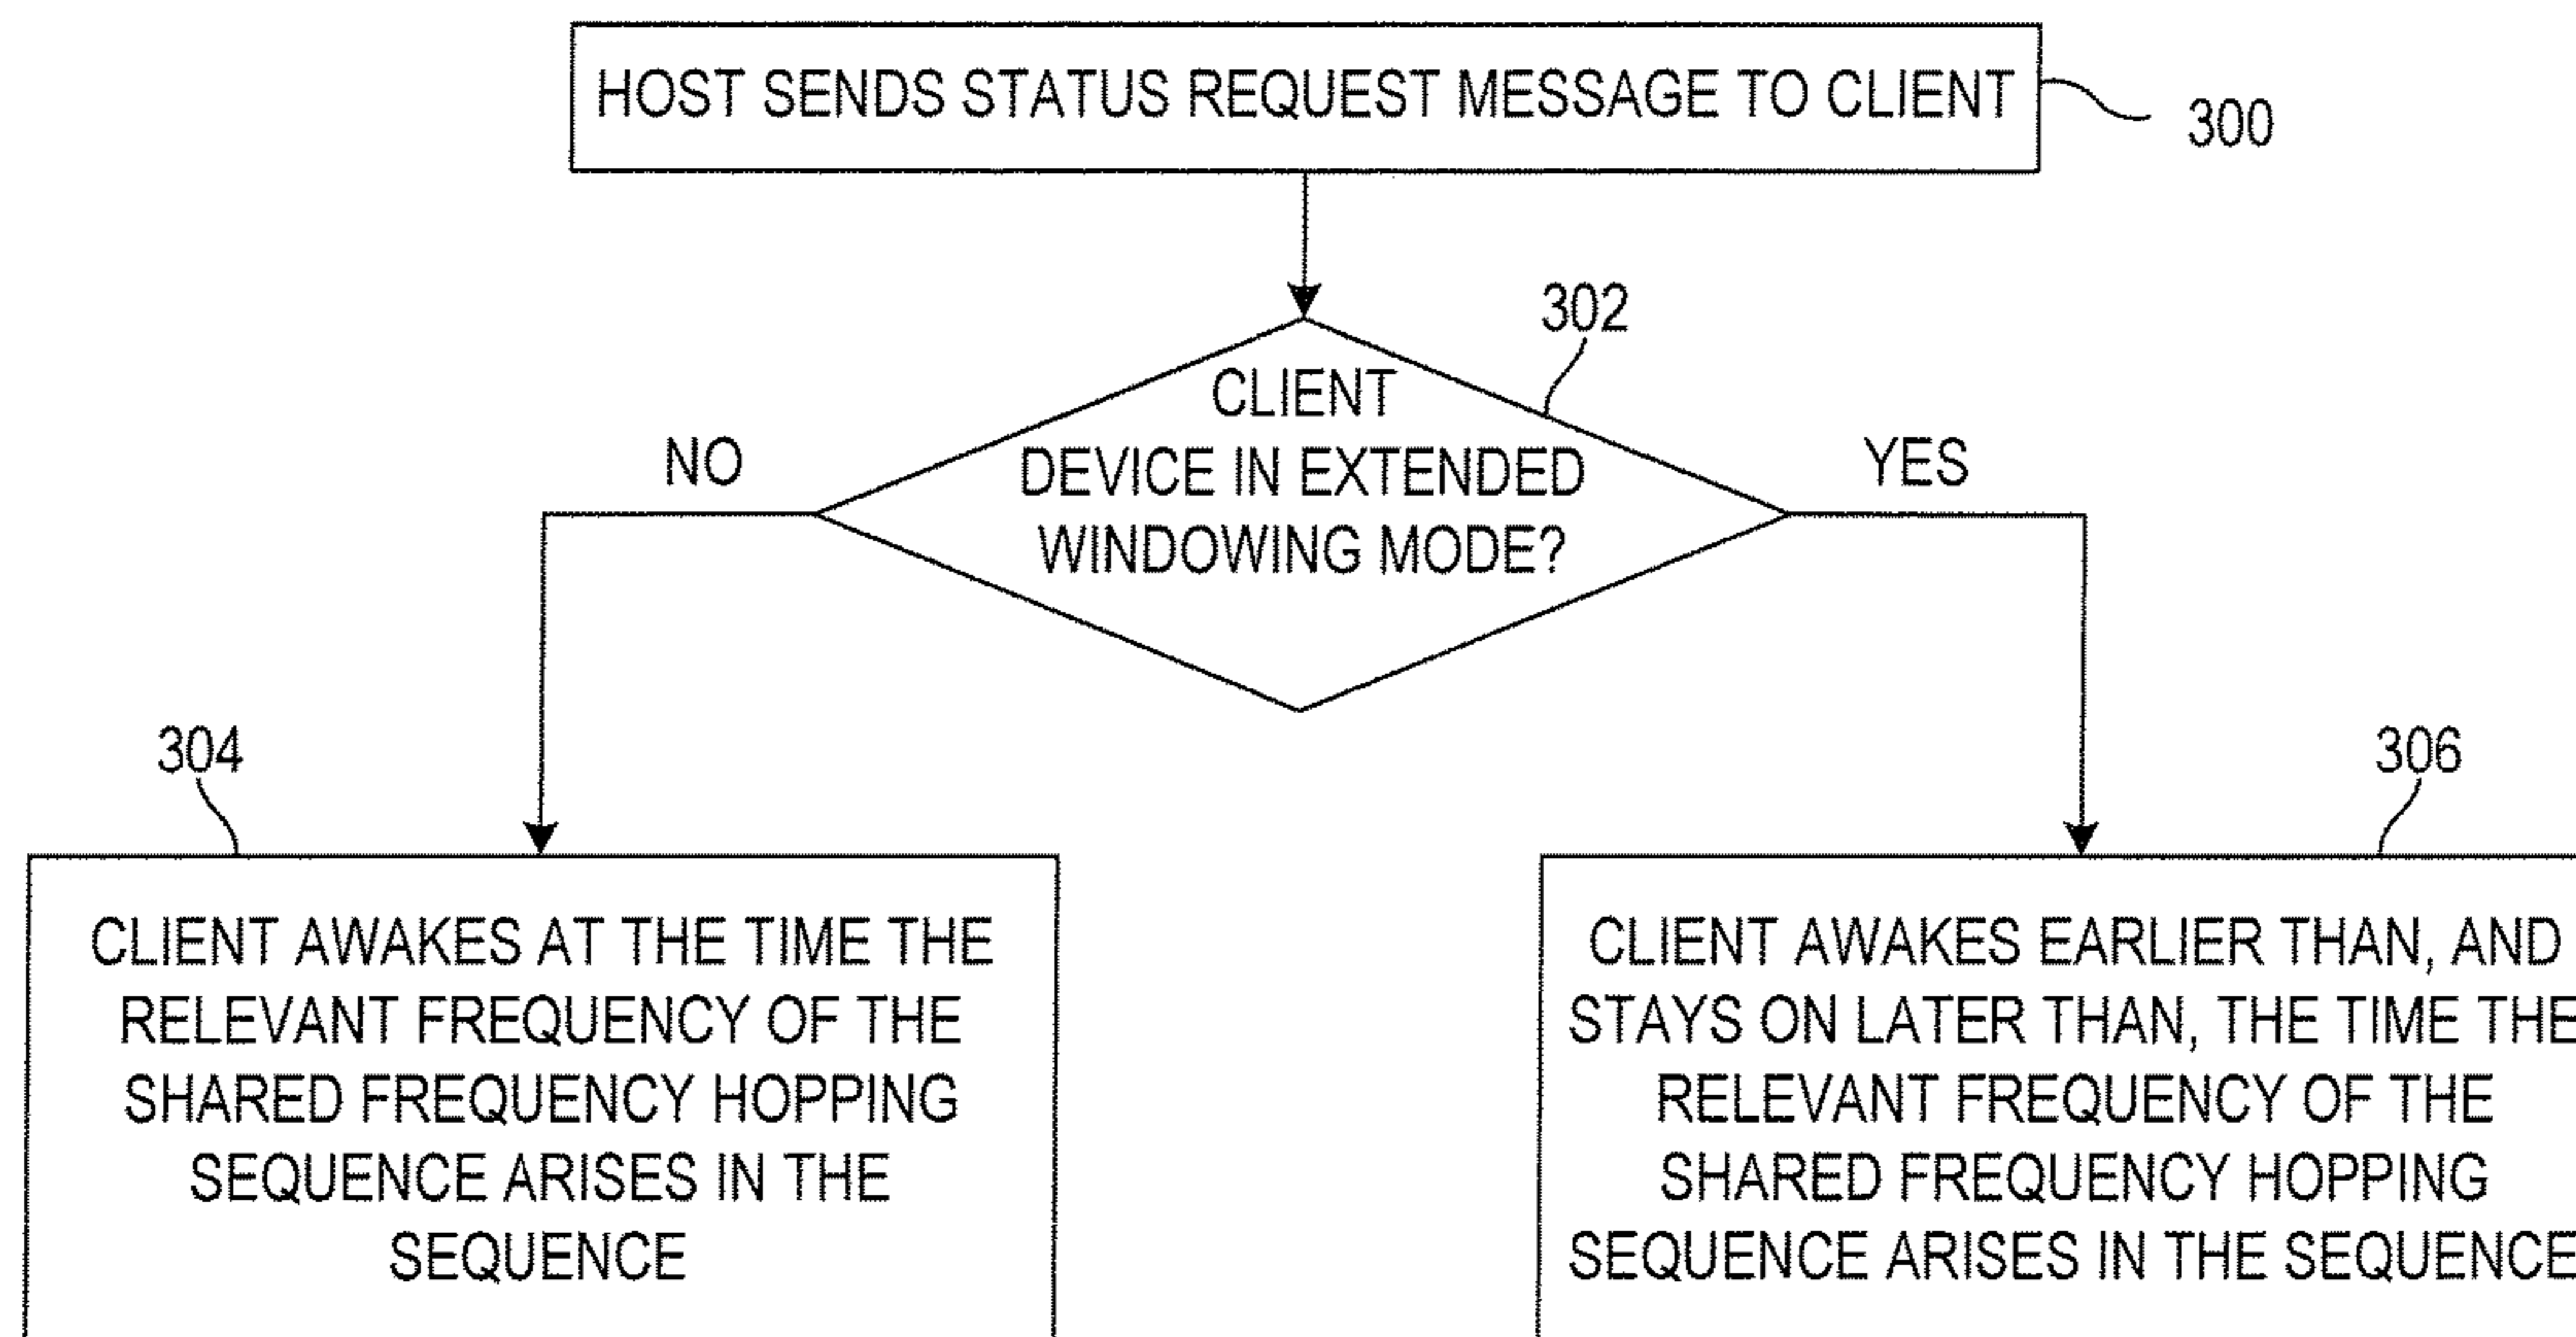 HOST SENDS STATUS REQUEST MESSAGE TO CLIENT
300
302
CLIENT
DEVICE IN EXTENDED
WINDOWING MODE?
NO
YES
304
CLIENT AWAKES AT THE TIME THE
RELEVANT FREQUENCY OF THE
SHARED FREQUENCY HOPPING
SEQUENCE ARISES IN THE
SEQUENCE
306
CLIENT AWAKES EARLIER THAN, AND
STAYS ON LATER THAN, THE TIME THE
RELEVANT FREQUENCY OF THE
SHARED FREQUENCY HOPPING
SEQUENCE ARISES IN THE SEQUENCE